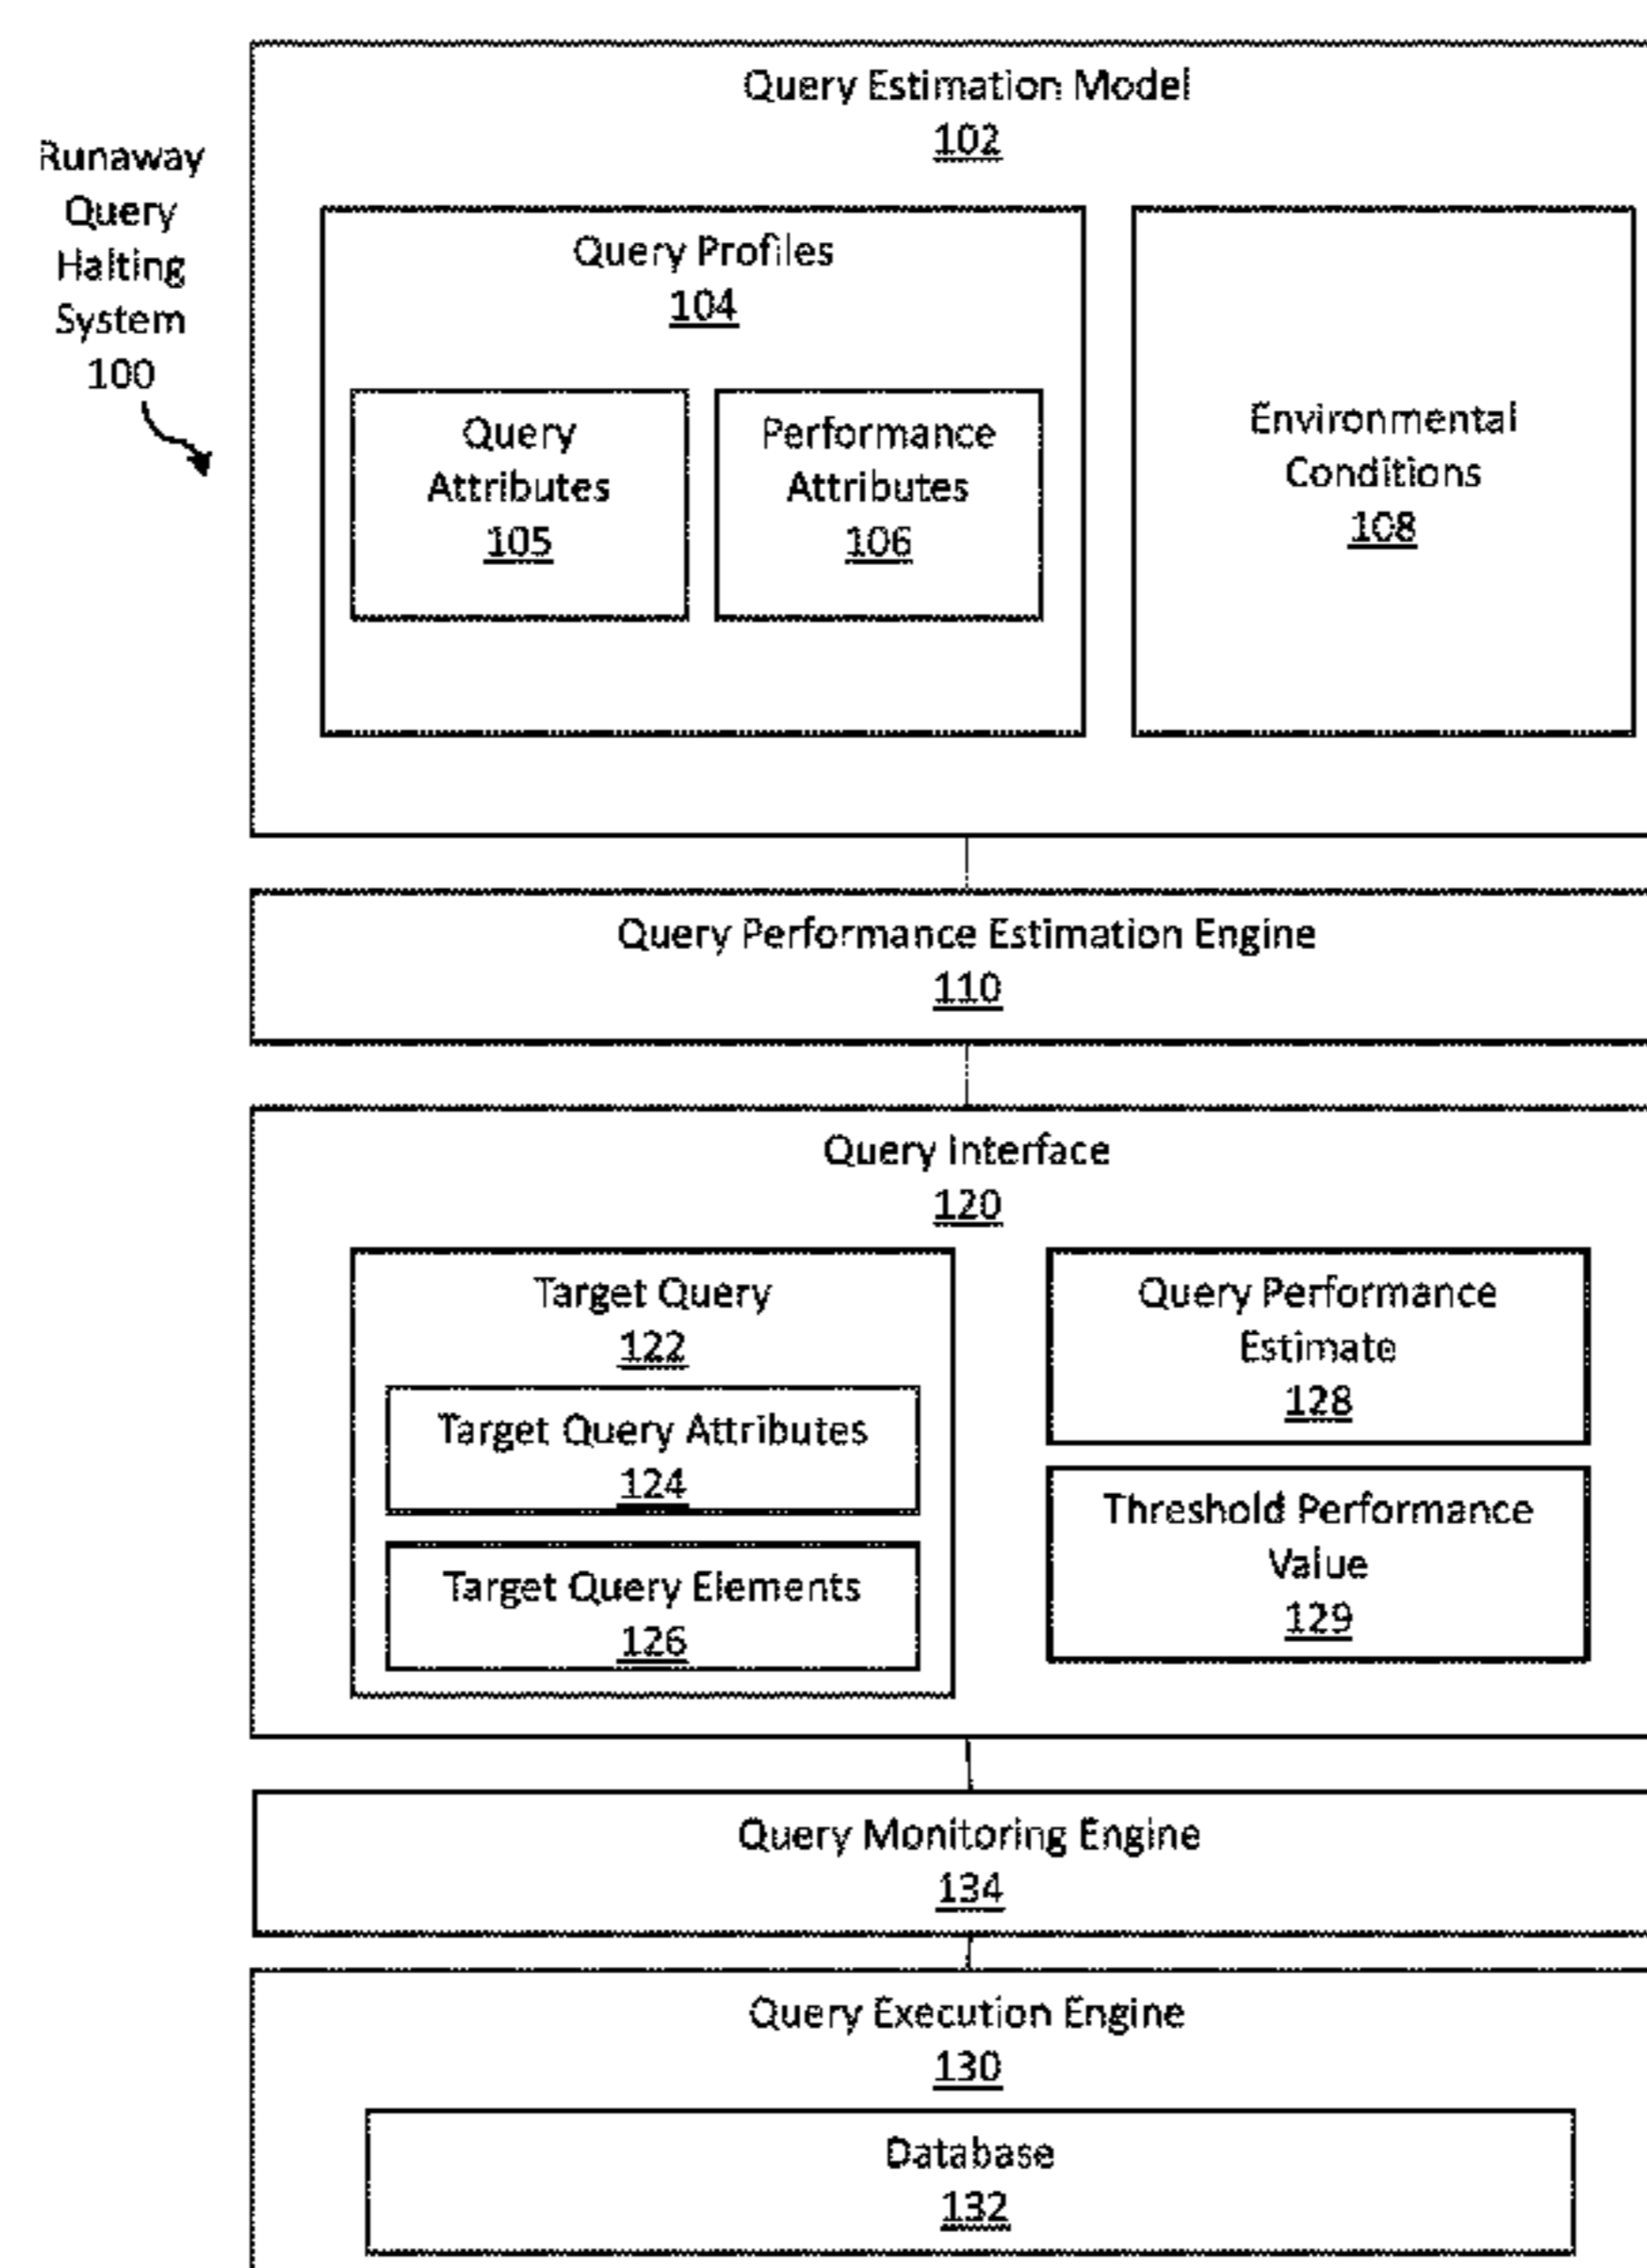 Runaway
Query
Halting
System
100
Query Estimation Model
102
Query Profiles
104
Query
Attributes
105
Performance
Attributes
106
Environmental
Conditions
108
Query Performance Estimation Engine
110
Query Interface
120
Target Query
122
Target Query Attributes
124
Target Query Elements
126
Query Performance
Estimate
128
Threshold Performance
Value
129
Query Monitoring Engine
134
Query Execution Engine
130
Database
132